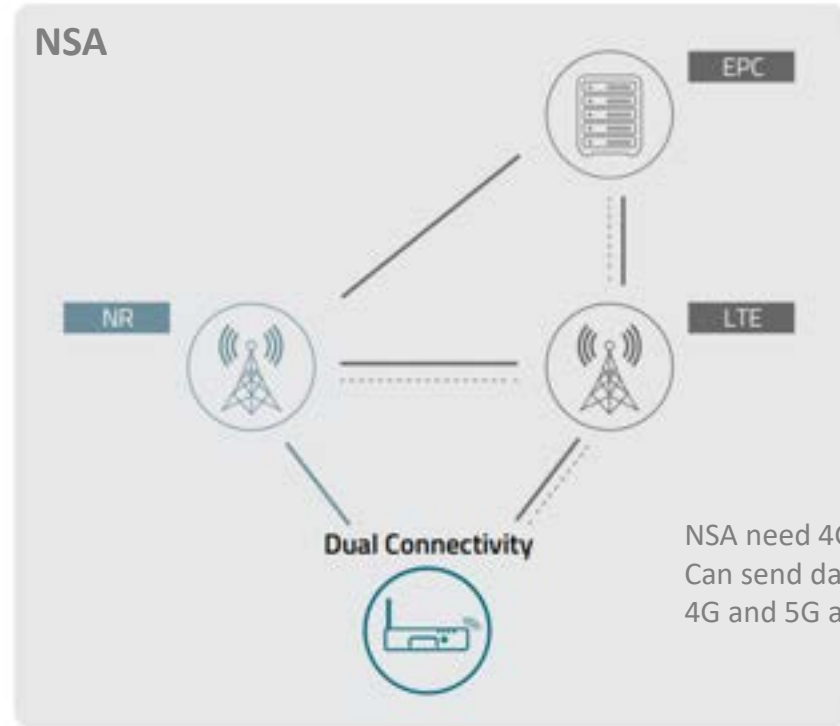 NSA
EPC
NR
LTE
Dual Connectivity
NSA need 4G
Can send da
4G and 5G a